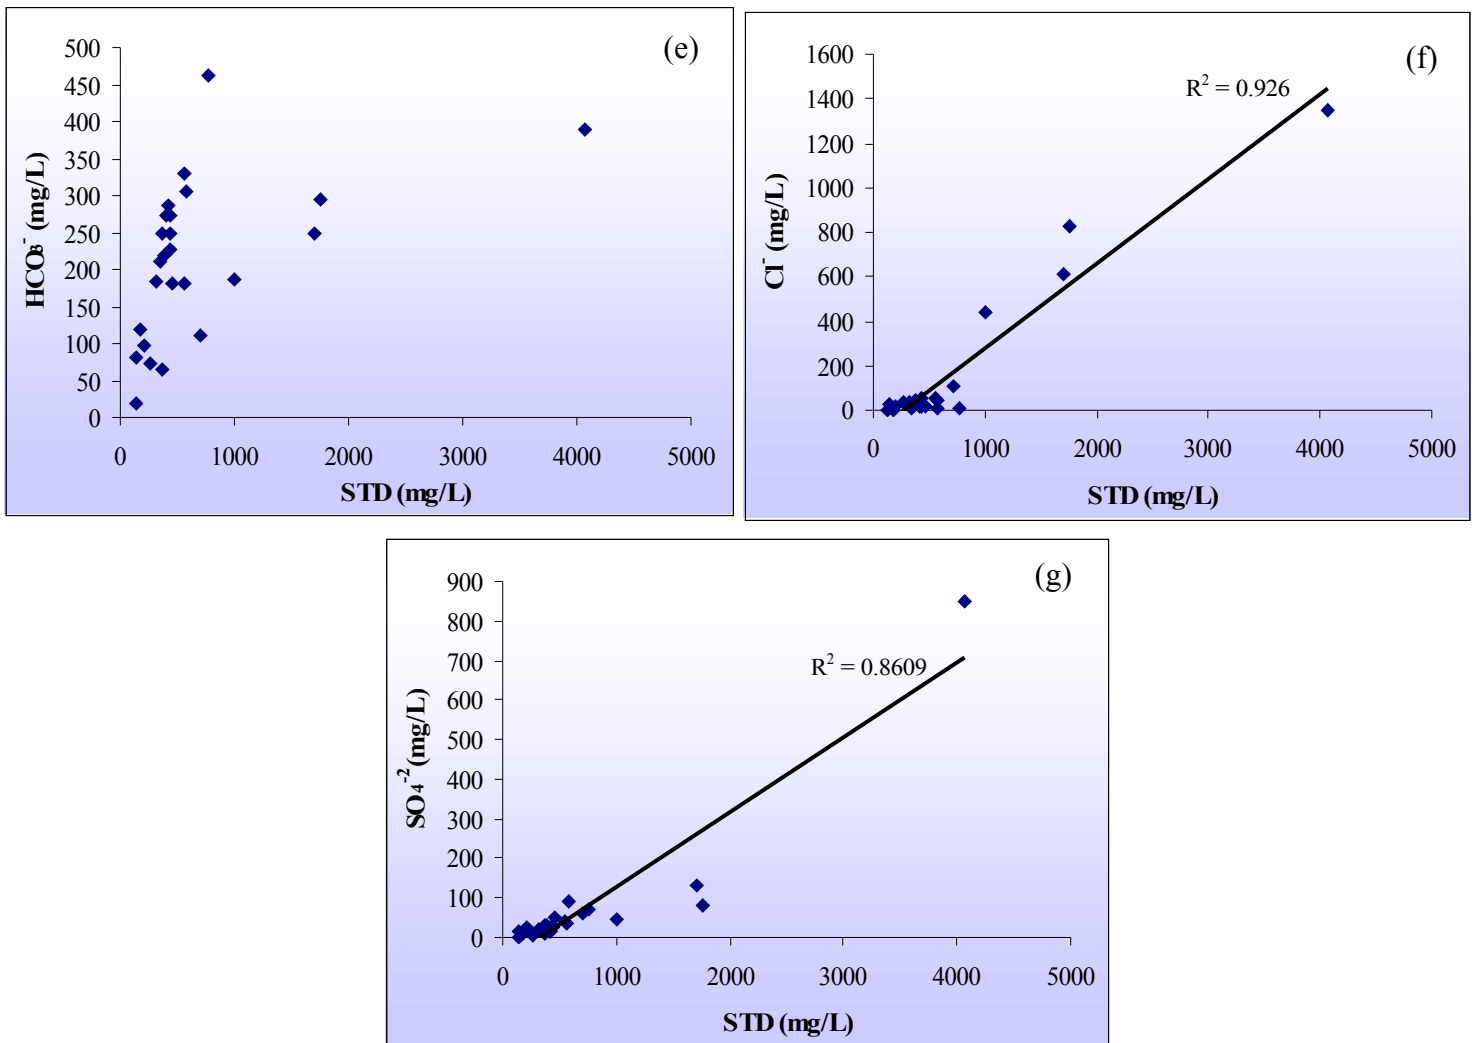 (e)
500
450
400
350
300
250
200
150
100
50
0
HCO₃⁻ (mg/L)
0 1000 2000 3000 4000 5000
STD (mg/L)
(f)
1600
1400
1200
1000
800
600
400
200
0
Cl⁻ (mg/L)
R² = 0.926
0 1000 2000 3000 4000 5000
STD (mg/L)
(g)
900
800
700
600
500
400
300
200
100
0
SO₄⁻² (mg/L)
R² = 0.8609
0 1000 2000 3000 4000 5000
STD (mg/L)